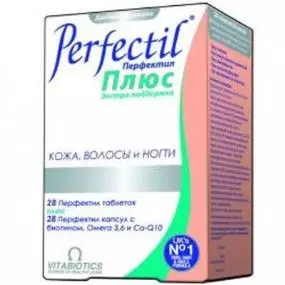 Perfectil®
Перфектил
Плюс
Экстра поддержка
КОЖА, ВОЛОСЫ и НОГТИ
28 Перфектил таблеток
плюс
28 Перфектил капсул с
биотином, Омега 3,6 и Co-Q10
UK's
Nº1
VITABIOTICS